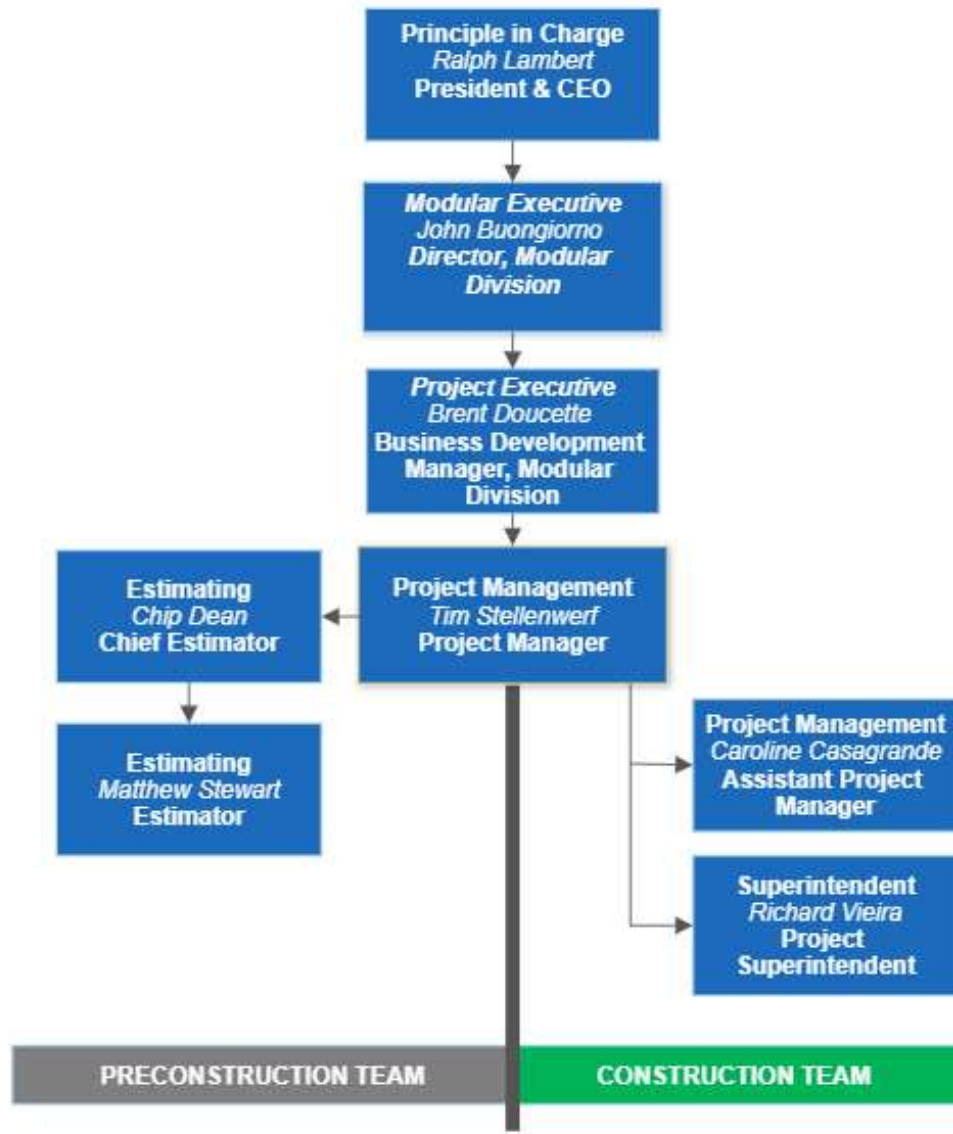 Principle in Charge
Ralph Lambert
President & CEO
Modular Executive
John Buongiorno
Director, Modular
Division
Project Executive
Brent Doucette
Business Development
Manager, Modular
Division
Project Management
Tim Stellenwerf
Project Manager
Estimating
Chip Dean
Chief Estimator
Estimating
Matthew Stewart
Estimator
Project Management
Caroline Casagrande
Assistant Project
Manager
Superintendent
Richard Vieira
Project
Superintendent
PRECONSTRUCTION TEAM
CONSTRUCTION TEAM